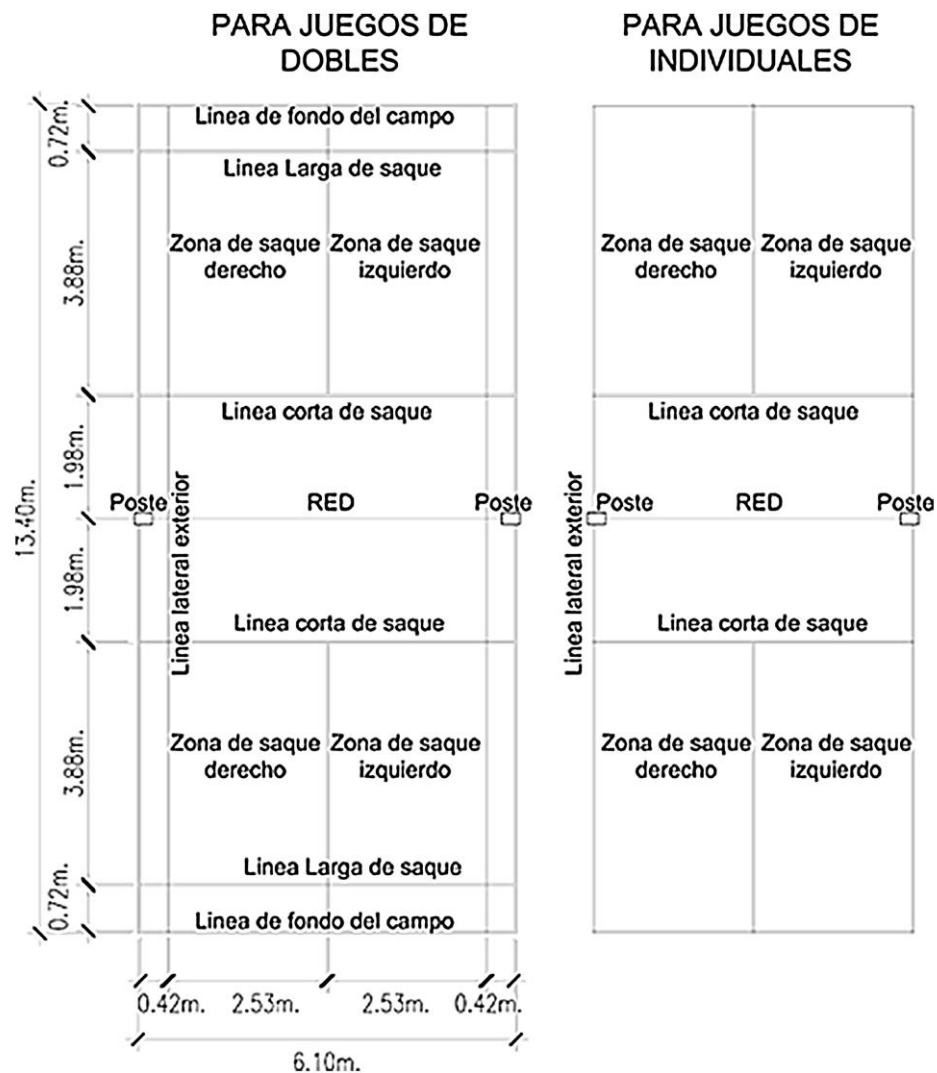 PARA JUEGOS DE
DOBLES
PARA JUEGOS DE
INDIVIDUALES
0.72m.
Linea de fondo del campo
Linea Larga de saque
3.88m.
Zona de saque
derecho
Zona de saque
izquierdo
Zona de saque
derecho
Zona de saque
izquierdo
Linea corta de saque
Linea corta de saque
1.98m.
13.40m.
Poste
RED
Poste
Linea lateral exterior
Poste
RED
Poste
Linea lateral exterior
1.98m.
Linea corta de saque
Linea corta de saque
3.88m.
Zona de saque
derecho
Zona de saque
izquierdo
Zona de saque
derecho
Zona de saque
izquierdo
Linea Larga de saque
0.72m.
Linea de fondo del campo
0.42m.
2.53m.
2.53m.
0.42m.
6.10m.